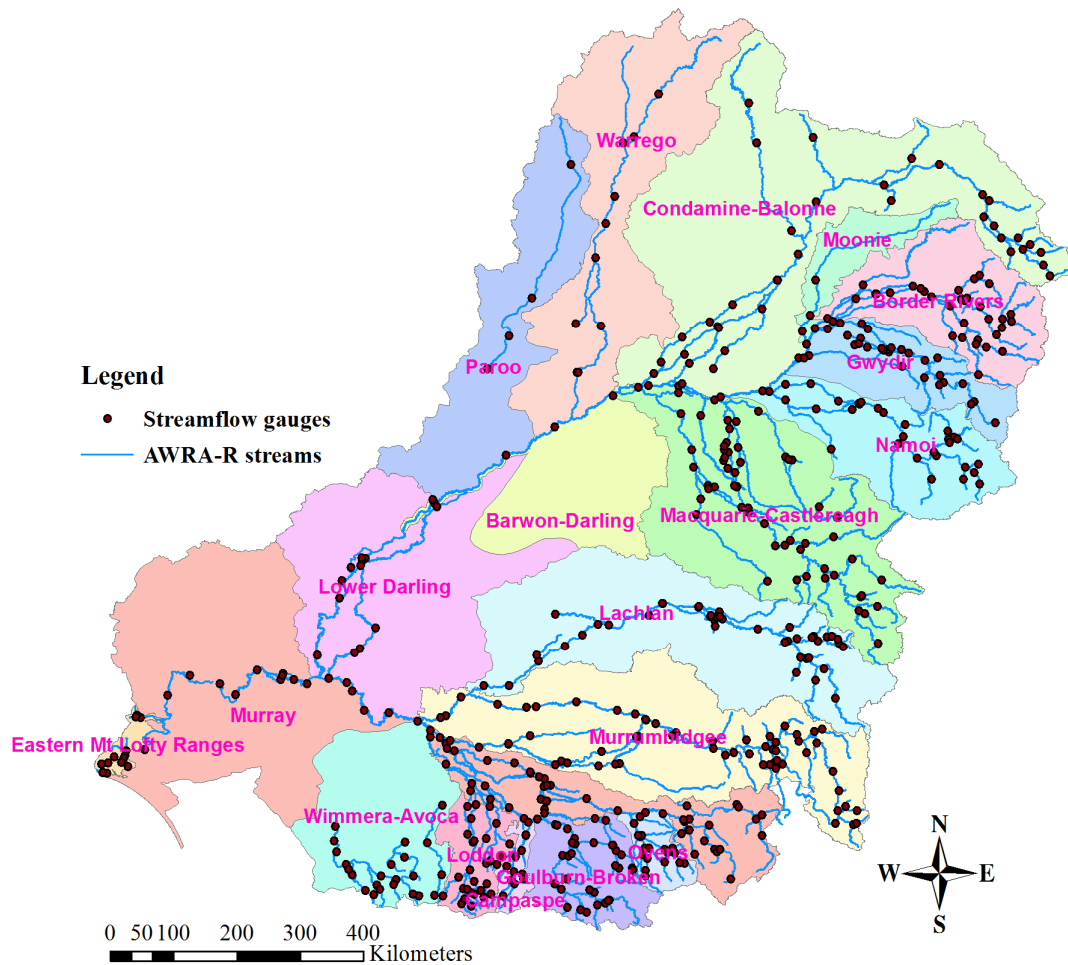 Warrego
Condamine-Balonne
Moonie
Border Rivers
Gwydir
Paroo
Legend
Streamflow gauges
AWRA-R streams
Namoi
Barwon-Darling
Macquarie-Castlereagh
Lower Darling
Lachlan
Murray
Murrumbidgee
Eastern Mt Lofty Ranges
Wimmera-Avoca
Loddon
Ovens
Goulburn-Broken
Campaspe
N
W
E
S
0 50 100 200 300 400
Kilometers